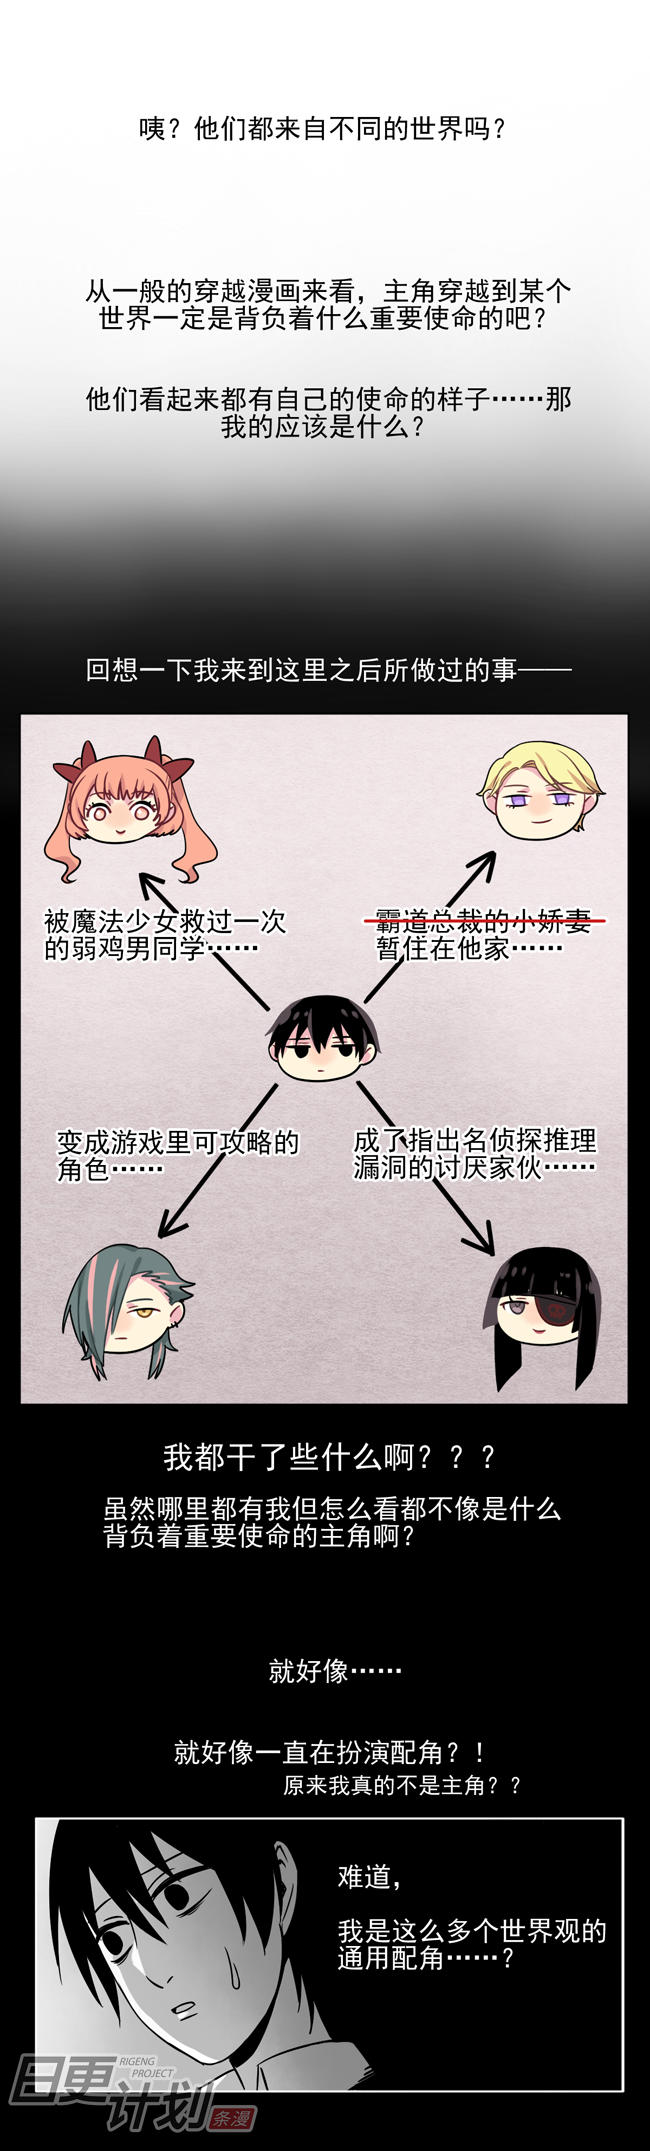 咦？他们都来自不同的世界吗？
从一般的穿越漫画来看，主角穿越到某个
世界一定是背负着什么重要使命的吧？
他们看起来都有自己的使命的样子……那
我的应该是什么？
回想一下我来到这里之后所做过的事——
被魔法少女救过一次
的弱鸡男同学……
霸道总裁的小娇妻
暂住在他家……
变成游戏里可攻略的
角色……
成了指出名侦探推理
漏洞的讨厌家伙……
我都干了些什么啊？？？
虽然哪里都有我但怎么看都不像是什么
背负着重要使命的主角啊？
就好像……
就好像一直在扮演配角？！
原来我真的不是主角？？
难道，
我是这么多个世界观的
通用配角……？
日更计划
RIGENG
PROJECT
条漫